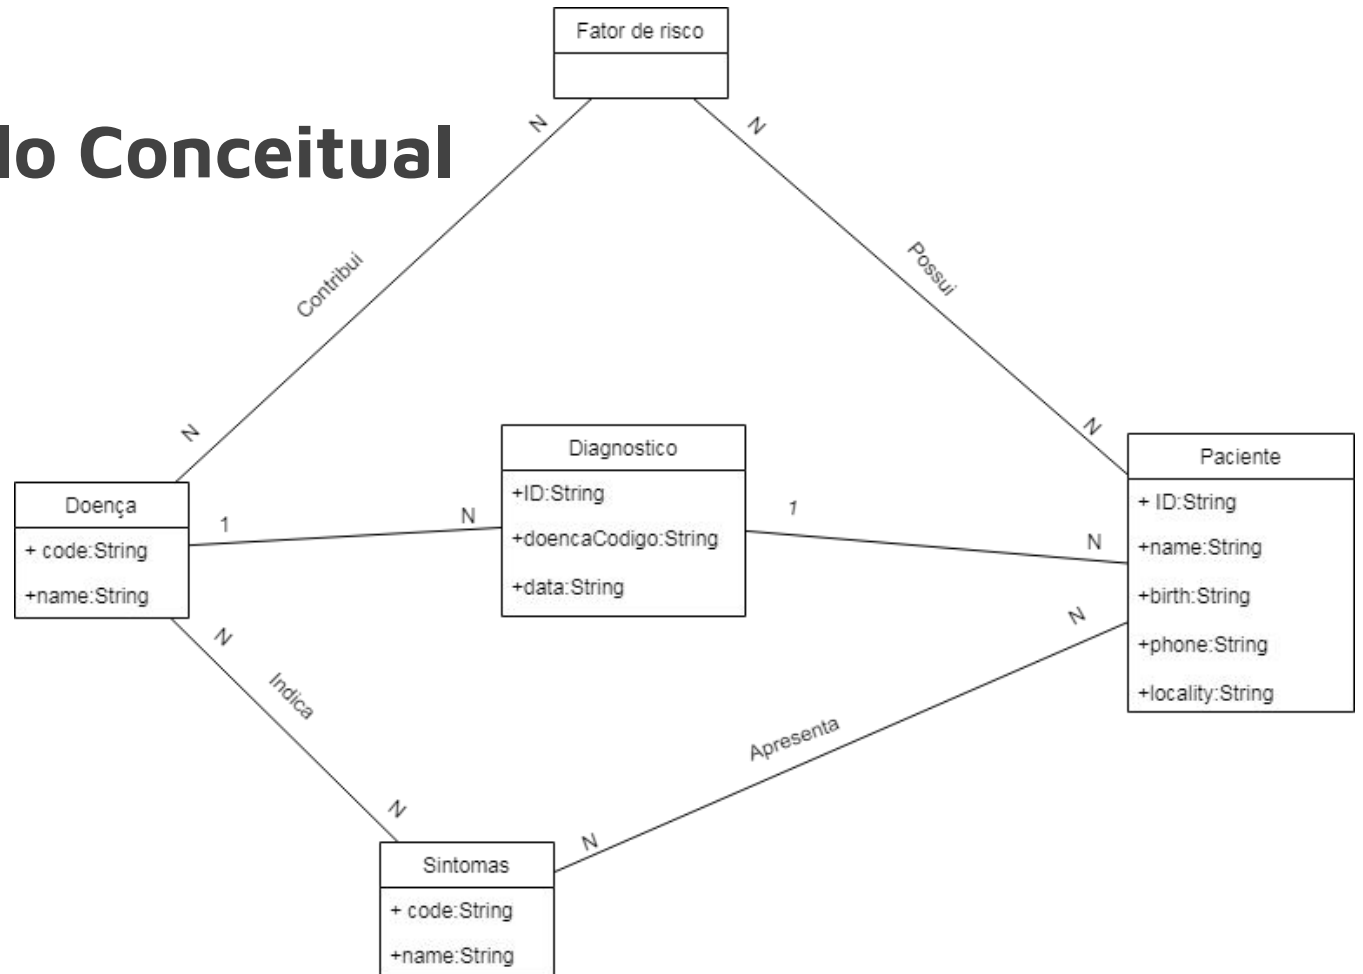 Fator de risco
lo Conceitual
N
N
Contribui
Possui
N
N
Diagnostico
+ID:String
+doencaCodigo:String
+data:String
Paciente
+ ID:String
+name:String
+birth:String
+phone:String
+locality:String
Doença
+ code:String
+name:String
1
N
1
N
N
N
Indica
Apresenta
N
N
Sintomas
+ code:String
+name:String